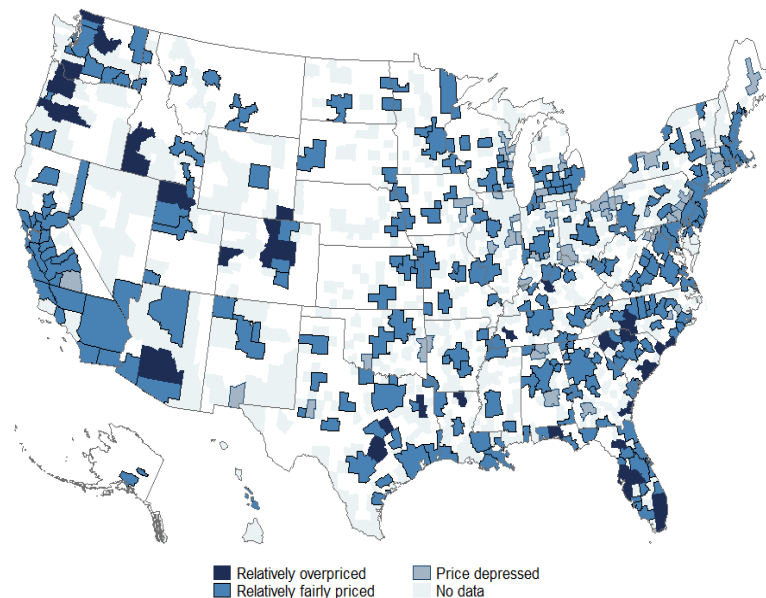 Relatively overpriced
Price depressed
Relatively fairly priced
No data